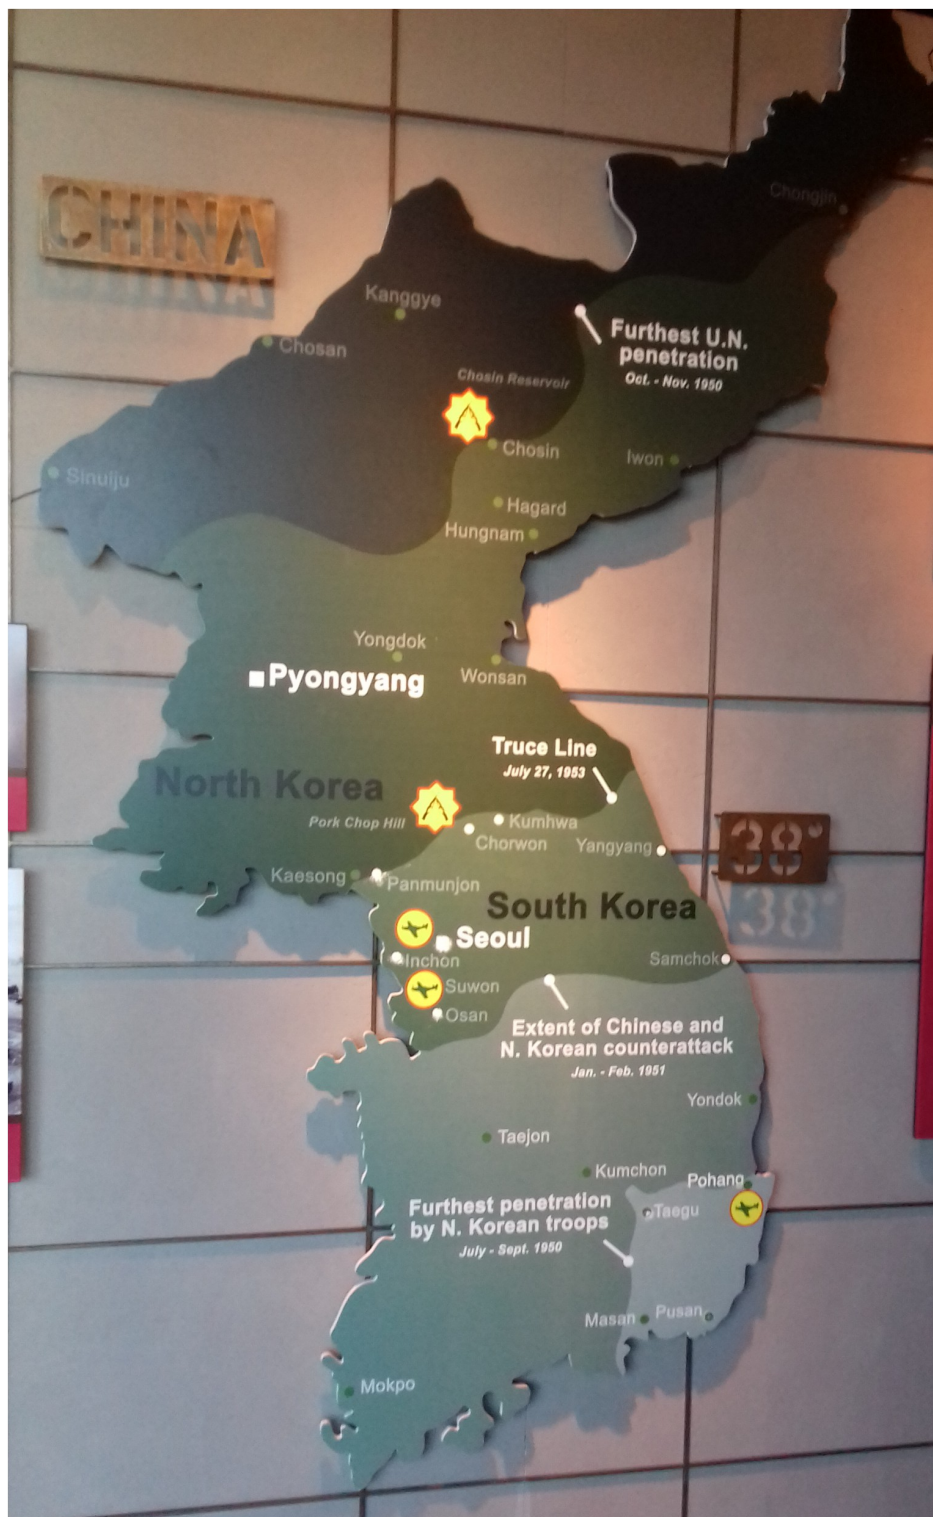 CHINA
Chongjin
Kanggye
Chosan
Furthest U.N.
penetration
Oct. - Nov. 1950
Chosin Reservoir
Chosin
Iwon
Sinuiju
Hagard
Hungnam
Yongdok
Pyongyang
Wonsan
Truce Line
July 27, 1953
North Korea
Pork Chop Hill
Kumhwa
Chorwon
Yangyang
38°
Kaesong
Panmunjon
South Korea
Seoul
Inchon
Samchok
Suwon
Osan
Extent of Chinese and
N. Korean counterattack
Jan. - Feb. 1951
Yondok
Taejon
Kumchon
Pohang
Furthest penetration
by N. Korean troops
July - Sept. 1950
Taegu
Masan
Pusan
Mokpo